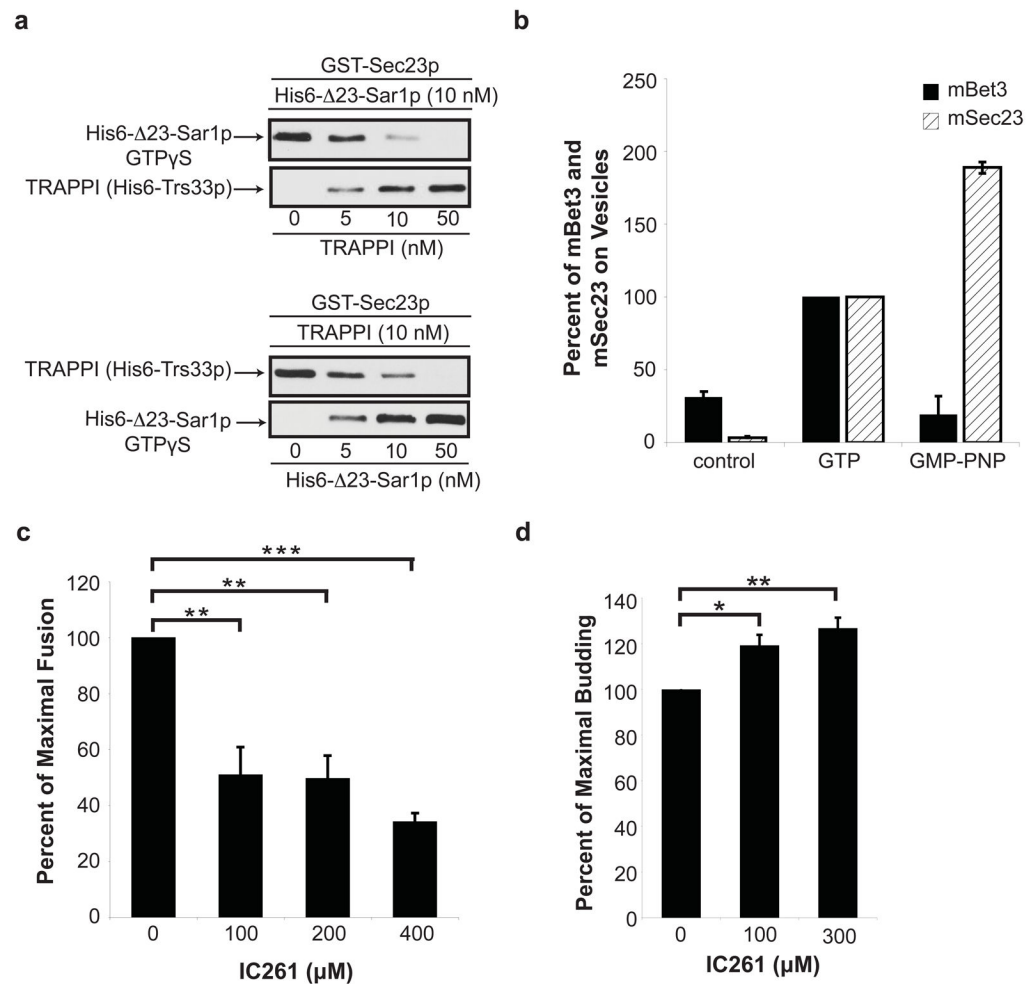 a
GST-Sec23p
His6-Δ23-Sar1p (10 nM)
His6-Δ23-Sar1p
GTPγS
TRAPPI (His6-Trs33p)
0 5 10 50
TRAPPI (nM)
GST-Sec23p
TRAPPI (10 nM)
TRAPPI (His6-Trs33p)
His6-Δ23-Sar1p
GTPγS
0 5 10 50
His6-Δ23-Sar1p (nM)
b
Percent of mBet3 and
mSec23 on Vesicles
250
200
150
100
50
0
mBet3
mSec23
control GTP GMP-PNP
c
Percent of Maximal Fusion
120
100
80
60
40
20
0
***
**
**
0 100 200 400
IC261 (µM)
d
Percent of Maximal Budding
140
120
100
80
60
40
20
0
**
*
0 100 300
IC261 (µM)